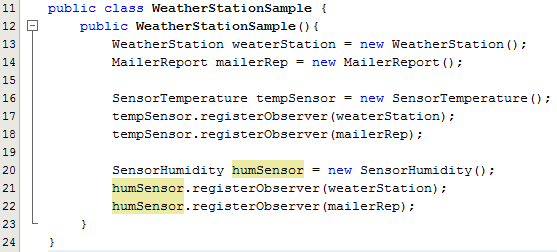 11 public class WeatherStationSample {
12 public WeatherStationSample(){
13 WeatherStation weaterStation = new WeatherStation();
14 MailerReport mailerRep = new MailerReport();
15
16 SensorTemperature tempSensor = new SensorTemperature();
17 tempSensor.registerObserver(weaterStation);
18 tempSensor.registerObserver(mailerRep);
19
20 SensorHumidity humSensor = new SensorHumidity();
21 humSensor.registerObserver(weaterStation);
22 humSensor.registerObserver(mailerRep);
23 }
24 }